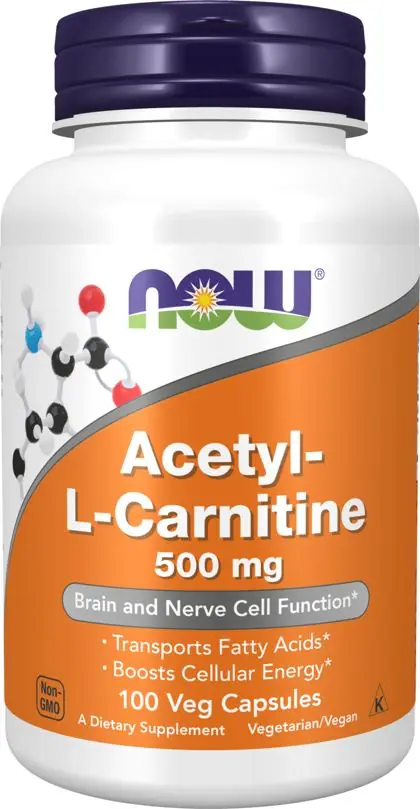 now®
Acetyl-
L-Carnitine
500 mg
Brain and Nerve Cell Function*
• Transports Fatty Acids*
• Boosts Cellular Energy*
100 Veg Capsules
Non-
GMO
A Dietary Supplement Vegetarian/Vegan
K